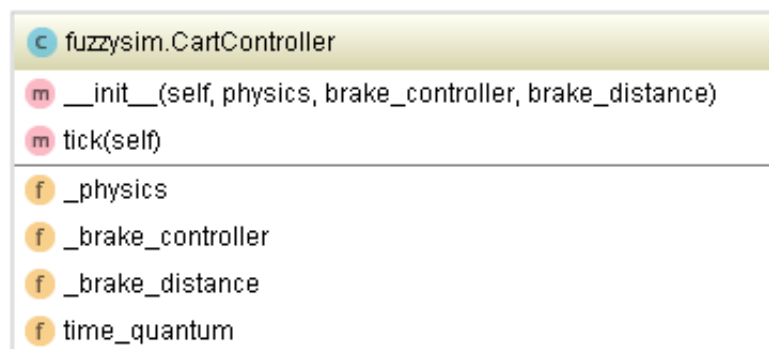 C fuzzysim.CartController
m __init__(self, physics, brake_controller, brake_distance)
m tick(self)
f _physics
f _brake_controller
f _brake_distance
f time_quantum